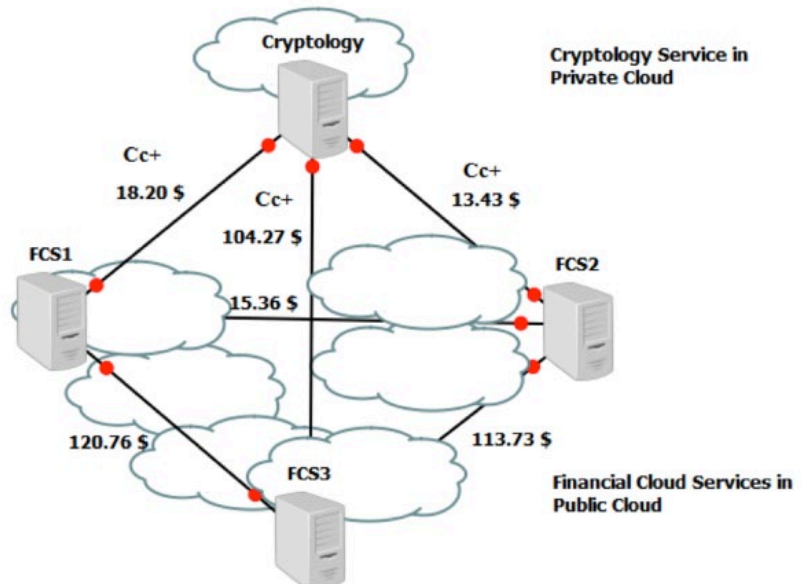 Cryptology
Cryptology Service in
Private Cloud
Cc+
18.20 $
Cc+
104.27 $
Cc+
13.43 $
FCS1
FCS2
15.36 $
120.76 $
113.73 $
FCS3
Financial Cloud Services in
Public Cloud